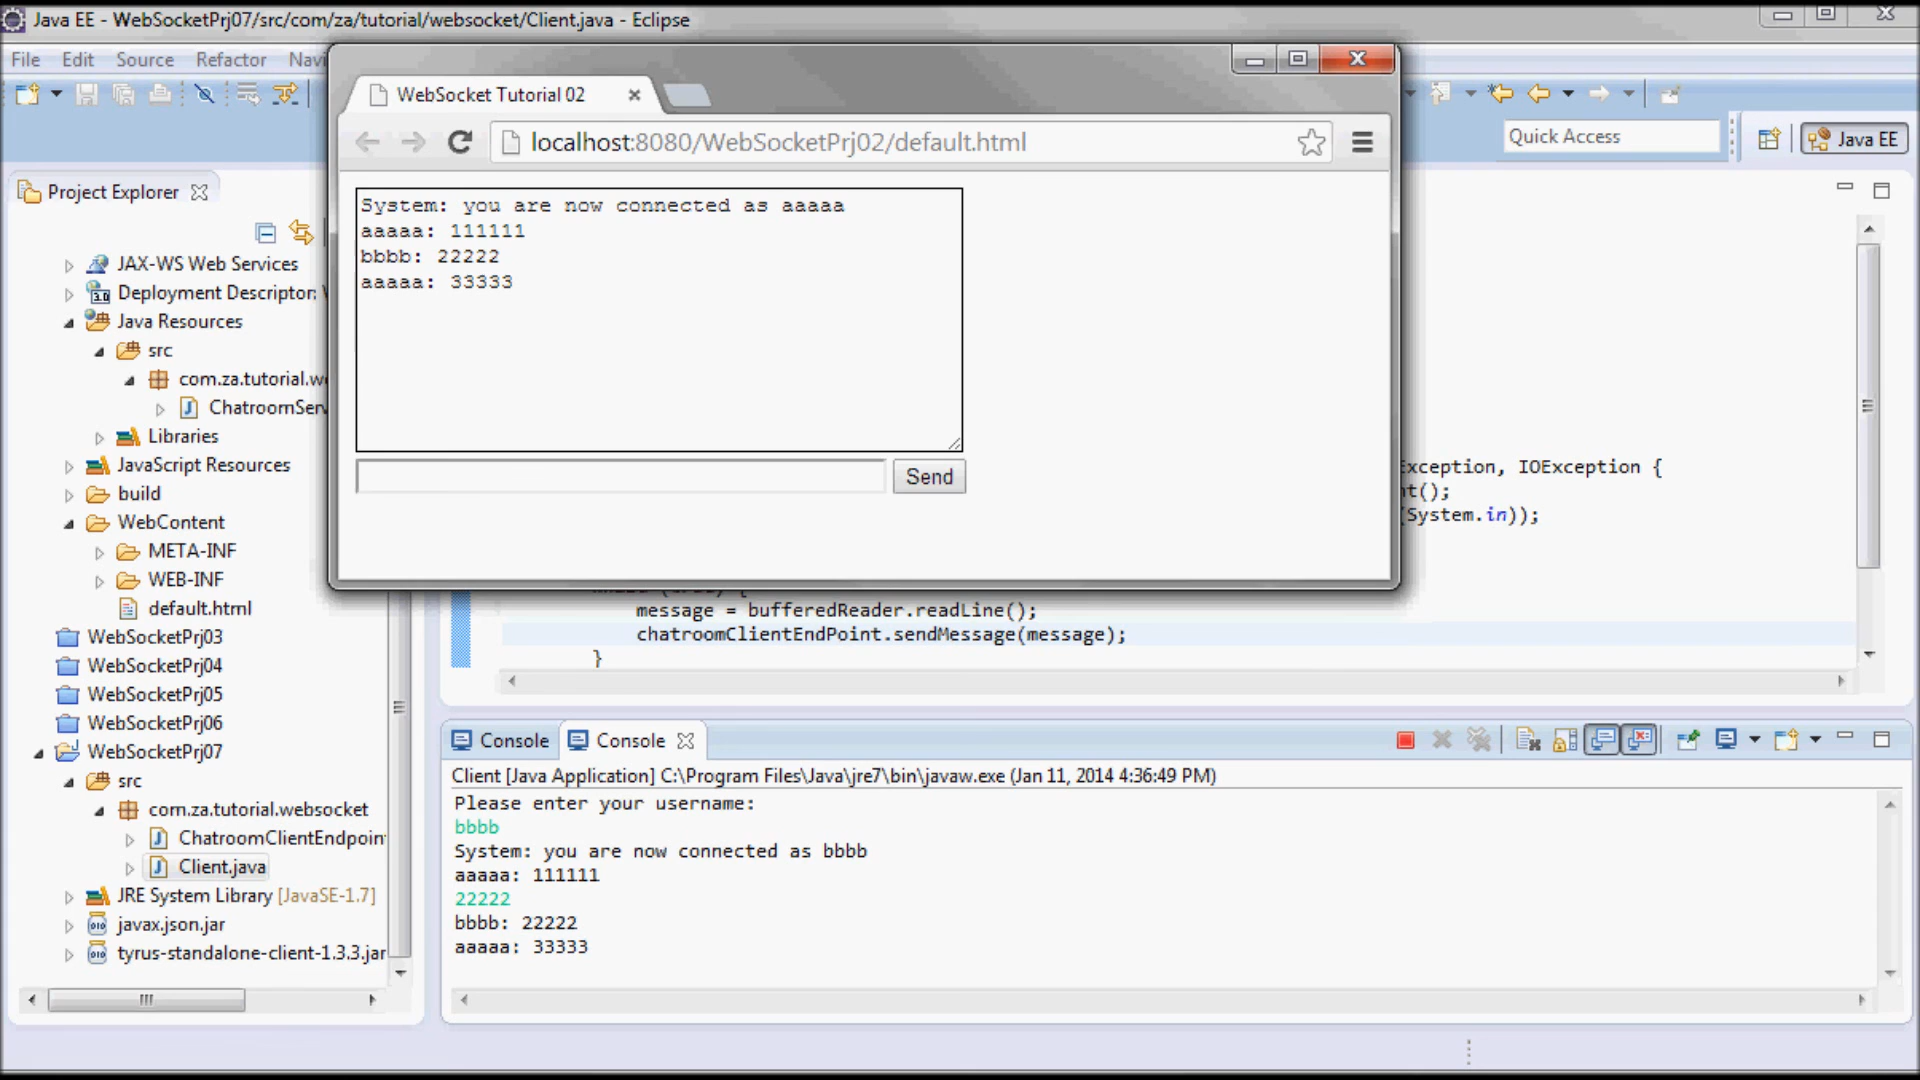 Java EE - WebSocketPrj07/src/com/za/tutorial/websocket/Client.java - Eclipse
File Edit Source Refactor
WebSocket Tutorial 02
localhost:8080/WebSocketPrj02/default.html
Quick Access
Java EE
Project Explorer
System: you are now connected as aaaaa
aaaaa: 111111
bbbb: 22222
aaaaa: 33333
Send
JAX-WS Web Services
Deployment Descriptor:
Java Resources
src
com.za.tutorial.we
ChatroomServ
Libraries
JavaScript Resources
build
WebContent
META-INF
WEB-INF
default.html
WebSocketPrj03
WebSocketPrj04
WebSocketPrj05
WebSocketPrj06
WebSocketPrj07
src
com.za.tutorial.websocket
ChatroomClientEndpoint
Client.java
JRE System Library [JavaSE-1.7]
javax.json.jar
tyrus-standalone-client-1.3.3.jar
xception, IOException {
nt();
(System.in));
message = bufferedReader.readLine();
chatroomClientEndPoint.sendMessage(message);
}
Console Console
Client [Java Application] C:\Program Files\Java\jre7\bin\javaw.exe (Jan 11, 2014 4:36:49 PM)
Please enter your username:
bbbb
System: you are now connected as bbbb
aaaaa: 111111
22222
bbbb: 22222
aaaaa: 33333